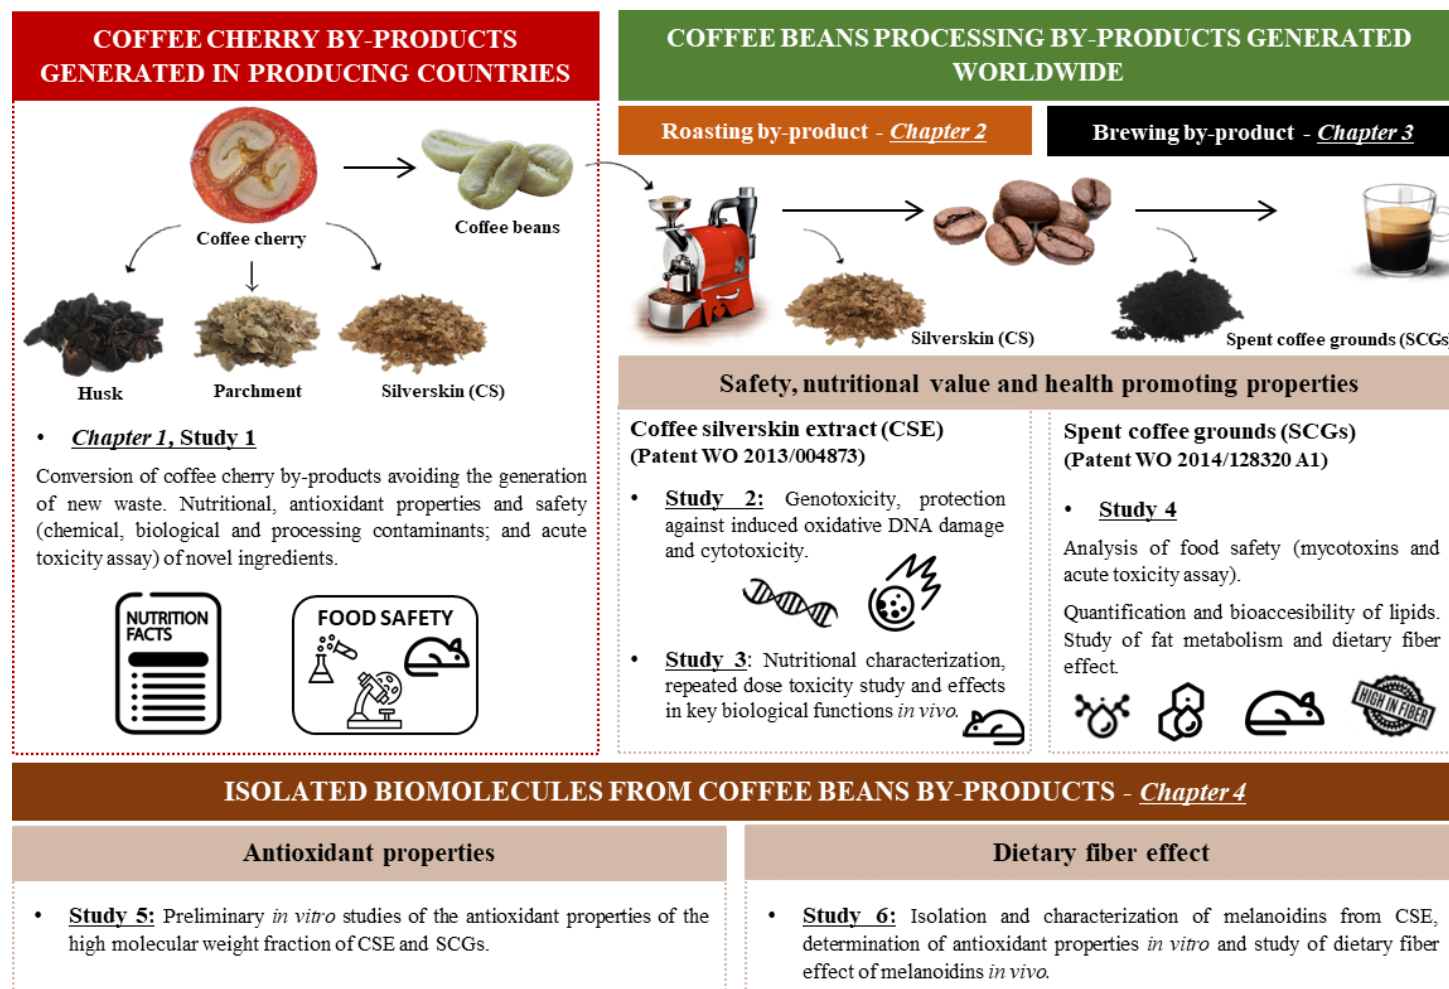 COFFEE CHERRY BY-PRODUCTS
GENERATED IN PRODUCING COUNTRIES
Coffee cherry
Coffee beans
Husk
Parchment
Silverskin (CS)
• Chapter 1, Study 1
Conversion of coffee cherry by-products avoiding the generation
of new waste. Nutritional, antioxidant properties and safety
(chemical, biological and processing contaminants; and acute
toxicity assay) of novel ingredients.
NUTRITION
FACTS
FOOD SAFETY
COFFEE BEANS PROCESSING BY-PRODUCTS GENERATED
WORLDWIDE
Roasting by-product - Chapter 2
Brewing by-product - Chapter 3
Silverskin (CS)
Spent coffee grounds (SCGs)
Safety, nutritional value and health promoting properties
Coffee silverskin extract (CSE)
(Patent WO 2013/004873)
• Study 2: Genotoxicity, protection
against induced oxidative DNA damage
and cytotoxicity.
• Study 3: Nutritional characterization,
repeated dose toxicity study and effects
in key biological functions in vivo.
Spent coffee grounds (SCGs)
(Patent WO 2014/128320 A1)
• Study 4
Analysis of food safety (mycotoxins and
acute toxicity assay).
Quantification and bioaccesibility of lipids.
Study of fat metabolism and dietary fiber
effect.
HIGH IN FIBER
ISOLATED BIOMOLECULES FROM COFFEE BEANS BY-PRODUCTS - Chapter 4
Antioxidant properties
• Study 5: Preliminary in vitro studies of the antioxidant properties of the
high molecular weight fraction of CSE and SCGs.
Dietary fiber effect
• Study 6: Isolation and characterization of melanoidins from CSE,
determination of antioxidant properties in vitro and study of dietary fiber
effect of melanoidins in vivo.